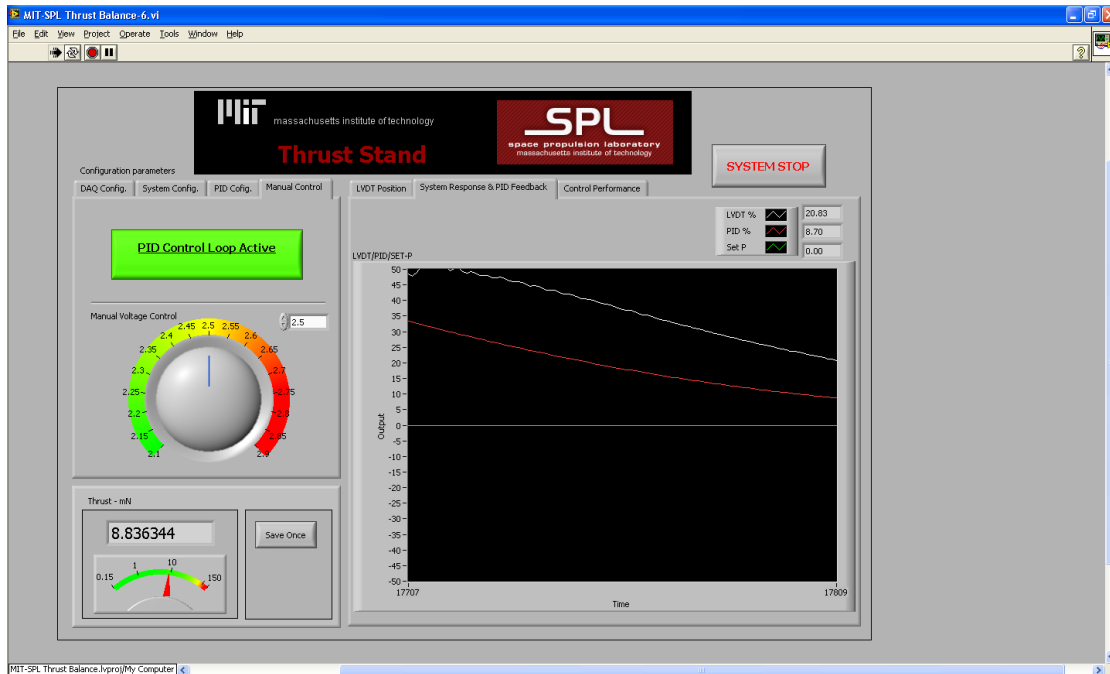 MIT-SPL Thrust Balance-6.vi
File Edit View Project Operate Tools Window Help
?
MIT massachusetts institute of technology
SPL
space propulsion laboratory
massachusetts institute of technology
Thrust Stand
SYSTEM STOP
Configuration parameters
DAQ Config. System Config. PID Cofig. Manual Control
LVDT Position System Response & PID Feedback Control Performance
PID Control Loop Active
LVDT % 20.83
PID % 8.70
Set P 0.00
LVDT/PID/SET-P
Manual Voltage Control
2.5
2.1
2.15
2.2
2.25
2.3
2.35
2.4
2.45
2.5
2.55
2.6
2.65
2.7
2.75
2.8
2.85
2.9
Output
50
45
40
35
30
25
20
15
10
5
0
-5
-10
-15
-20
-25
-30
-35
-40
-45
-50
17707
17809
Time
Thrust - mN
8.836344
Save Once
0.15
1
10
150
MIT-SPL Thrust Balance.lvproj/My Computer